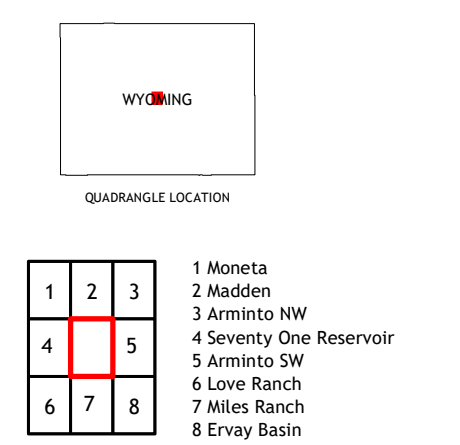 WYOMING
QUADRANGLE LOCATION
1 2 3
4 5
6 7 8
1 Moneta
2 Madden
3 Arminto NW
4 Seventy One Reservoir
5 Arminto SW
6 Love Ranch
7 Miles Ranch
8 Ervay Basin